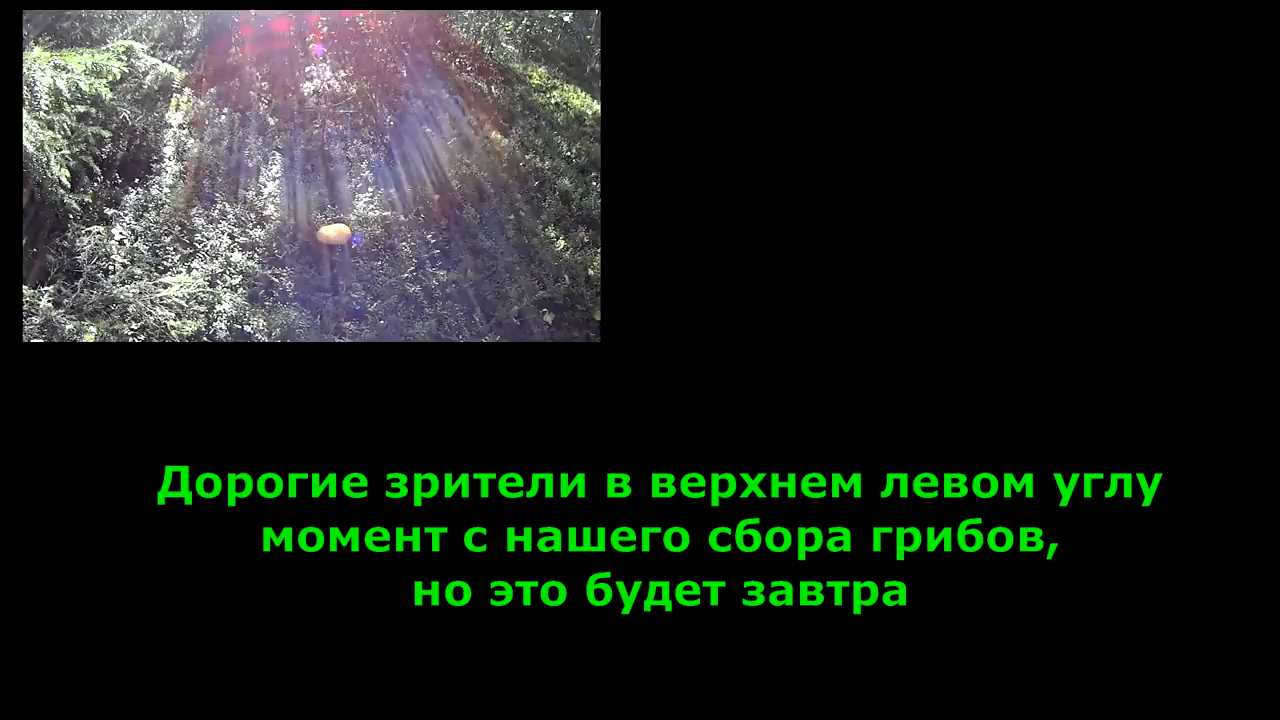 Дорогие зрители в верхнем левом углу
момент с нашего сбора грибов,
но это будет завтра